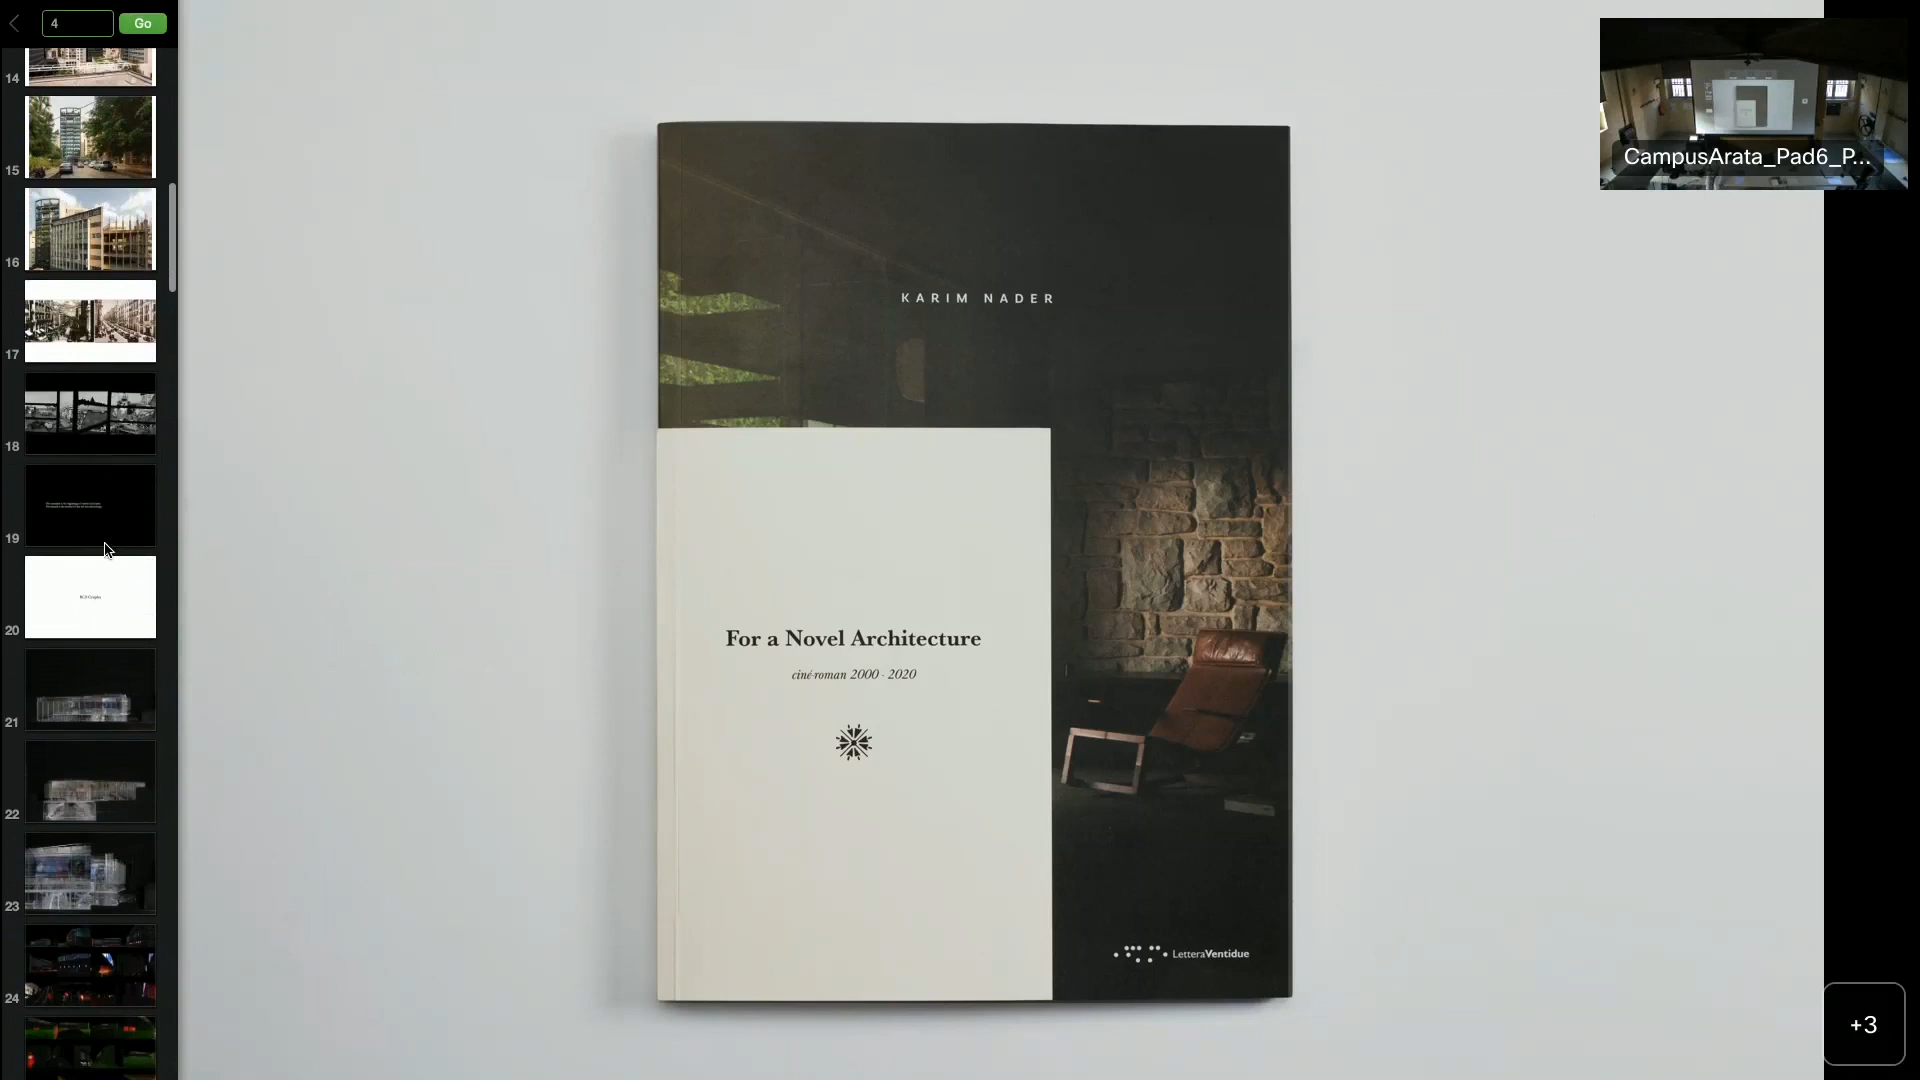 4
Go
14
15
16
17
18
19
20
21
22
23
24
KARIM NADER
For a Novel Architecture
ciné-roman 2000 - 2020
LetteraVentidue
CampusArata_Pad6_P...
+3